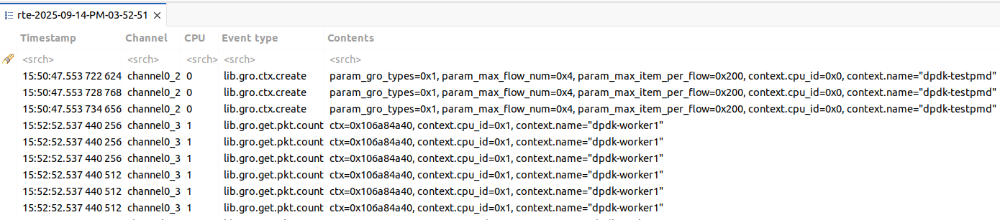 rte-2025-09-14-PM-03-52-51
Timestamp Channel CPU Event type Contents
<srch> <srch> <srch> <srch> <srch>
15:50:47.553 722 624 channel0_2 0 lib.gro.ctx.create param_gro_types=0x1, param_max_flow_num=0x4, param_max_item_per_flow=0x200, context.cpu_id=0x0, context.name="dpdk-testpmd"
15:50:47.553 728 768 channel0_2 0 lib.gro.ctx.create param_gro_types=0x1, param_max_flow_num=0x4, param_max_item_per_flow=0x200, context.cpu_id=0x0, context.name="dpdk-testpmd"
15:50:47.553 734 656 channel0_2 0 lib.gro.ctx.create param_gro_types=0x1, param_max_flow_num=0x4, param_max_item_per_flow=0x200, context.cpu_id=0x0, context.name="dpdk-testpmd"
15:52:52.537 440 256 channel0_3 1 lib.gro.get.pkt.count ctx=0x106a84a40, context.cpu_id=0x1, context.name="dpdk-worker1"
15:52:52.537 440 256 channel0_3 1 lib.gro.get.pkt.count ctx=0x106a84a40, context.cpu_id=0x1, context.name="dpdk-worker1"
15:52:52.537 440 256 channel0_3 1 lib.gro.get.pkt.count ctx=0x106a84a40, context.cpu_id=0x1, context.name="dpdk-worker1"
15:52:52.537 440 512 channel0_3 1 lib.gro.get.pkt.count ctx=0x106a84a40, context.cpu_id=0x1, context.name="dpdk-worker1"
15:52:52.537 440 512 channel0_3 1 lib.gro.get.pkt.count ctx=0x106a84a40, context.cpu_id=0x1, context.name="dpdk-worker1"
15:52:52.537 440 512 channel0_3 1 lib.gro.get.pkt.count ctx=0x106a84a40, context.cpu_id=0x1, context.name="dpdk-worker1"